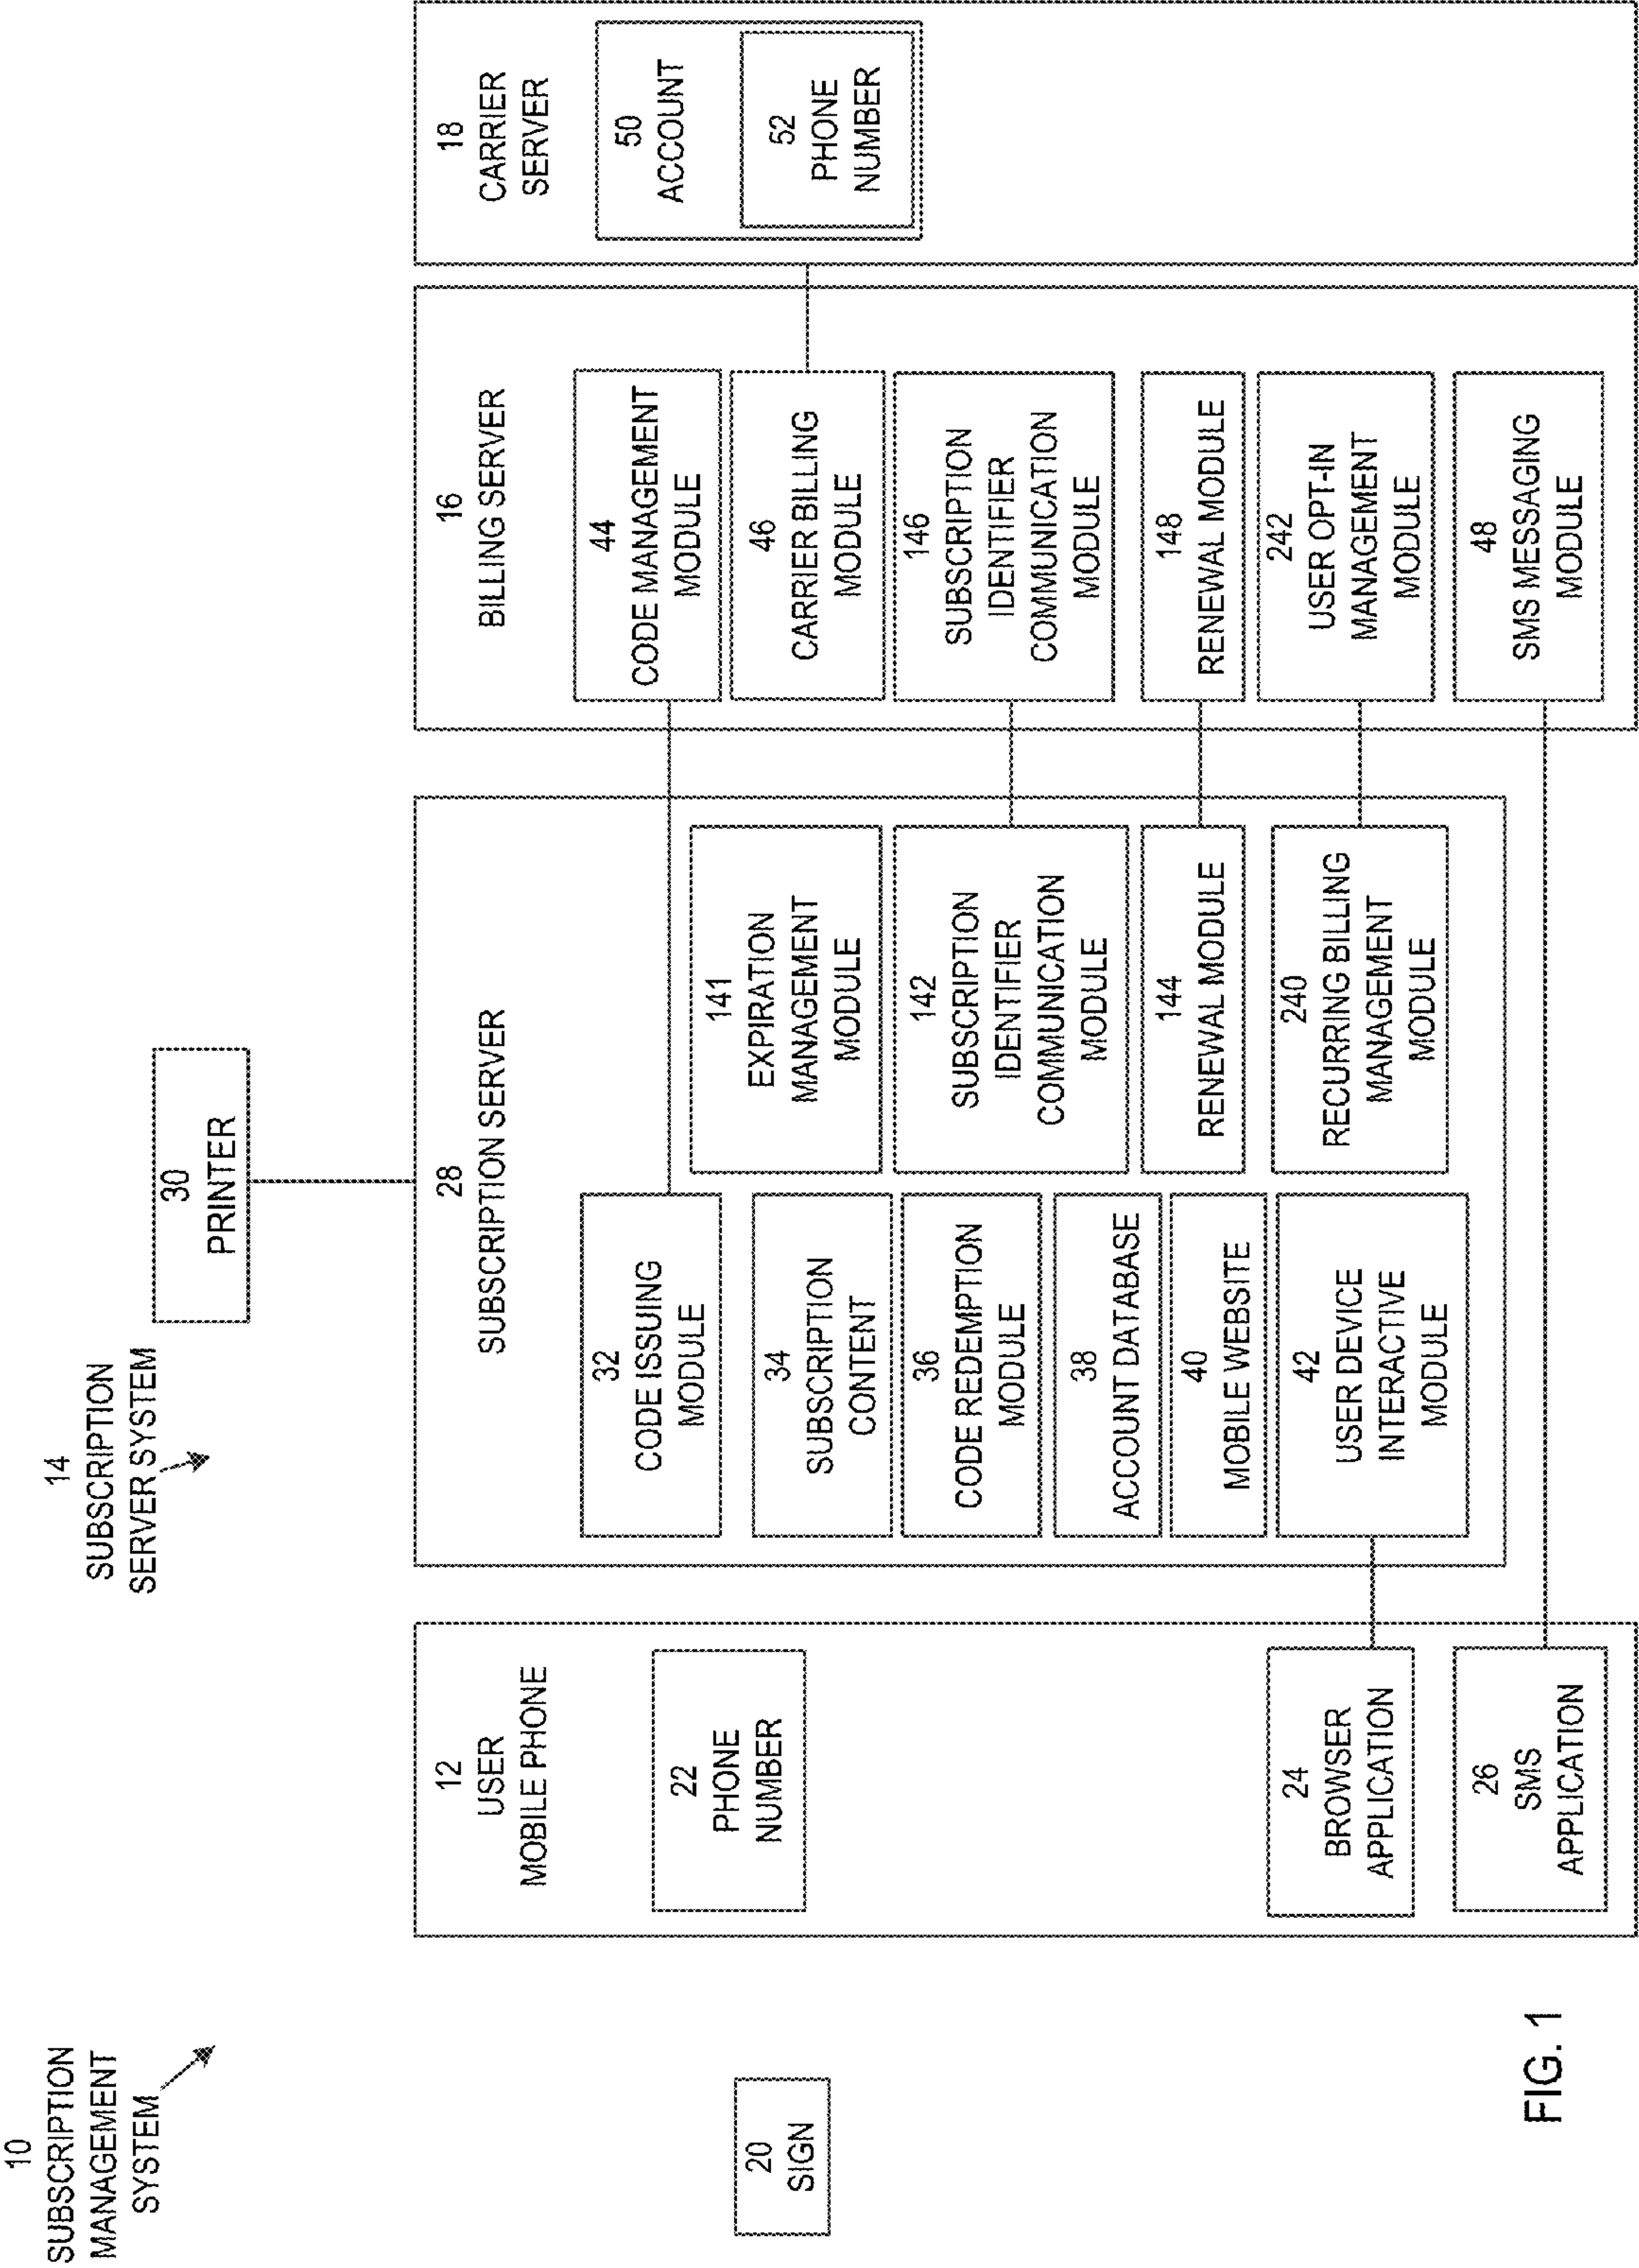 10
SUBSCRIPTION
MANAGEMENT
SYSTEM
14
SUBSCRIPTION
SERVER SYSTEM
30
PRINTER
20
SIGN
12
USER
MOBILE PHONE
22
PHONE
NUMBER
24
BROWSER
APPLICATION
26
SMS
APPLICATION
28
SUBSCRIPTION SERVER
32
CODE ISSUING
MODULE
34
SUBSCRIPTION
CONTENT
36
CODE REDEMPTION
MODULE
38
ACCOUNT DATABASE
40
MOBILE WEBSITE
42
USER DEVICE
INTERACTIVE
MODULE
141
EXPIRATION
MANAGEMENT
MODULE
142
SUBSCRIPTION
IDENTIFIER
COMMUNICATION
MODULE
144
RENEWAL MODULE
240
RECURRING BILLING
MANAGEMENT
MODULE
16
BILLING SERVER
44
CODE MANAGEMENT
MODULE
46
CARRIER BILLING
MODULE
146
SUBSCRIPTION
IDENTIFIER
COMMUNICATION
MODULE
148
RENEWAL MODULE
242
USER OPT-IN
MANAGEMENT
MODULE
48
SMS MESSAGING
MODULE
18
CARRIER
SERVER
50
ACCOUNT
52
PHONE
NUMBER
FIG. 1